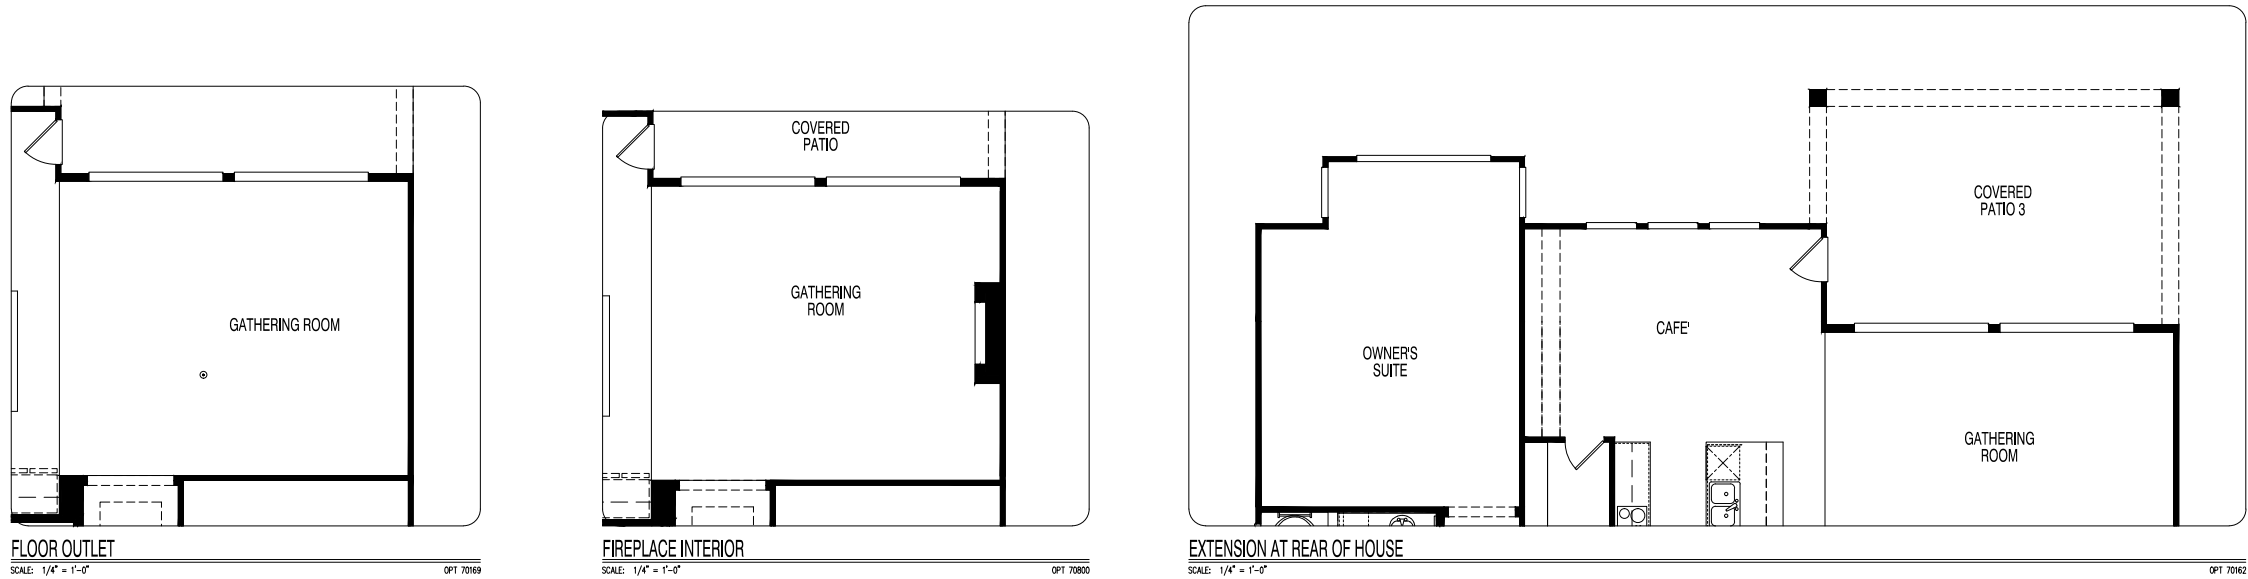 GATHERING ROOM
FLOOR OUTLET
SCALE: 1/4" = 1'-0"
OPT 70169
COVERED
PATIO
GATHERING
ROOM
FIREPLACE INTERIOR
SCALE: 1/4" = 1'-0"
OPT 70800
COVERED
PATIO 3
CAFE'
OWNER'S
SUITE
GATHERING
ROOM
EXTENSION AT REAR OF HOUSE
SCALE: 1/4" = 1'-0"
OPT 70162